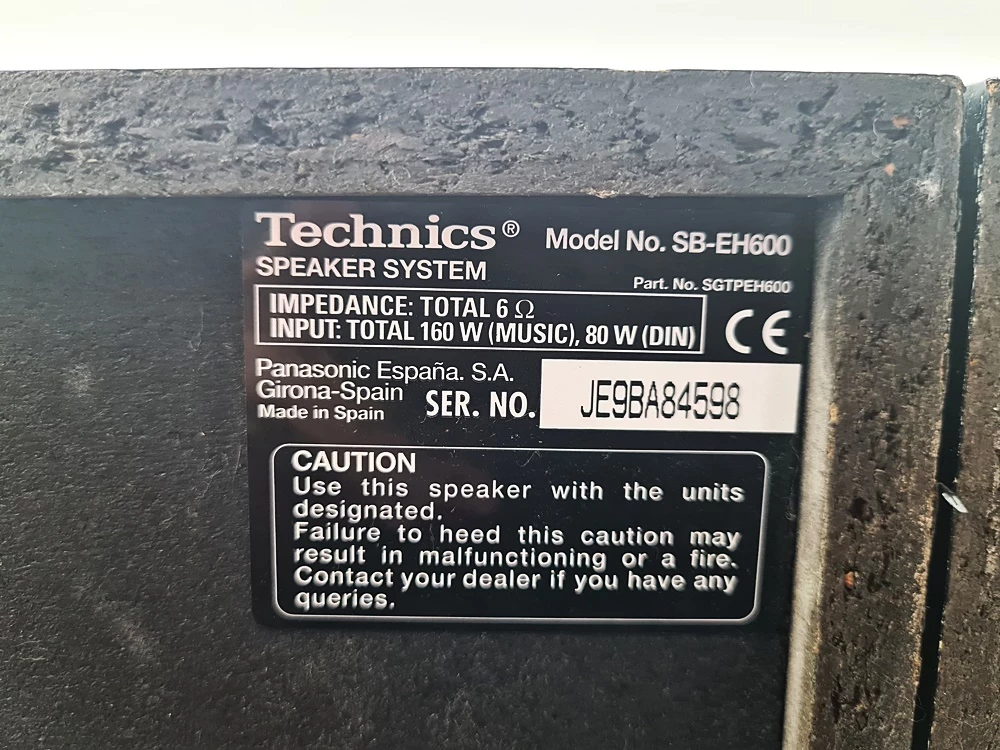 Technics® Model No. SB-EH600
SPEAKER SYSTEM
Part. No. SGTPEH600
IMPEDANCE: TOTAL 6 Ω
INPUT: TOTAL 160 W (MUSIC), 80 W (DIN)
CE
Panasonic España. S.A.
Girona-Spain
Made in Spain
SER. NO. JE9BA84598
CAUTION
Use this speaker with the units
designated.
Failure to heed this caution may
result in malfunctioning or a fire.
Contact your dealer if you have any
queries.